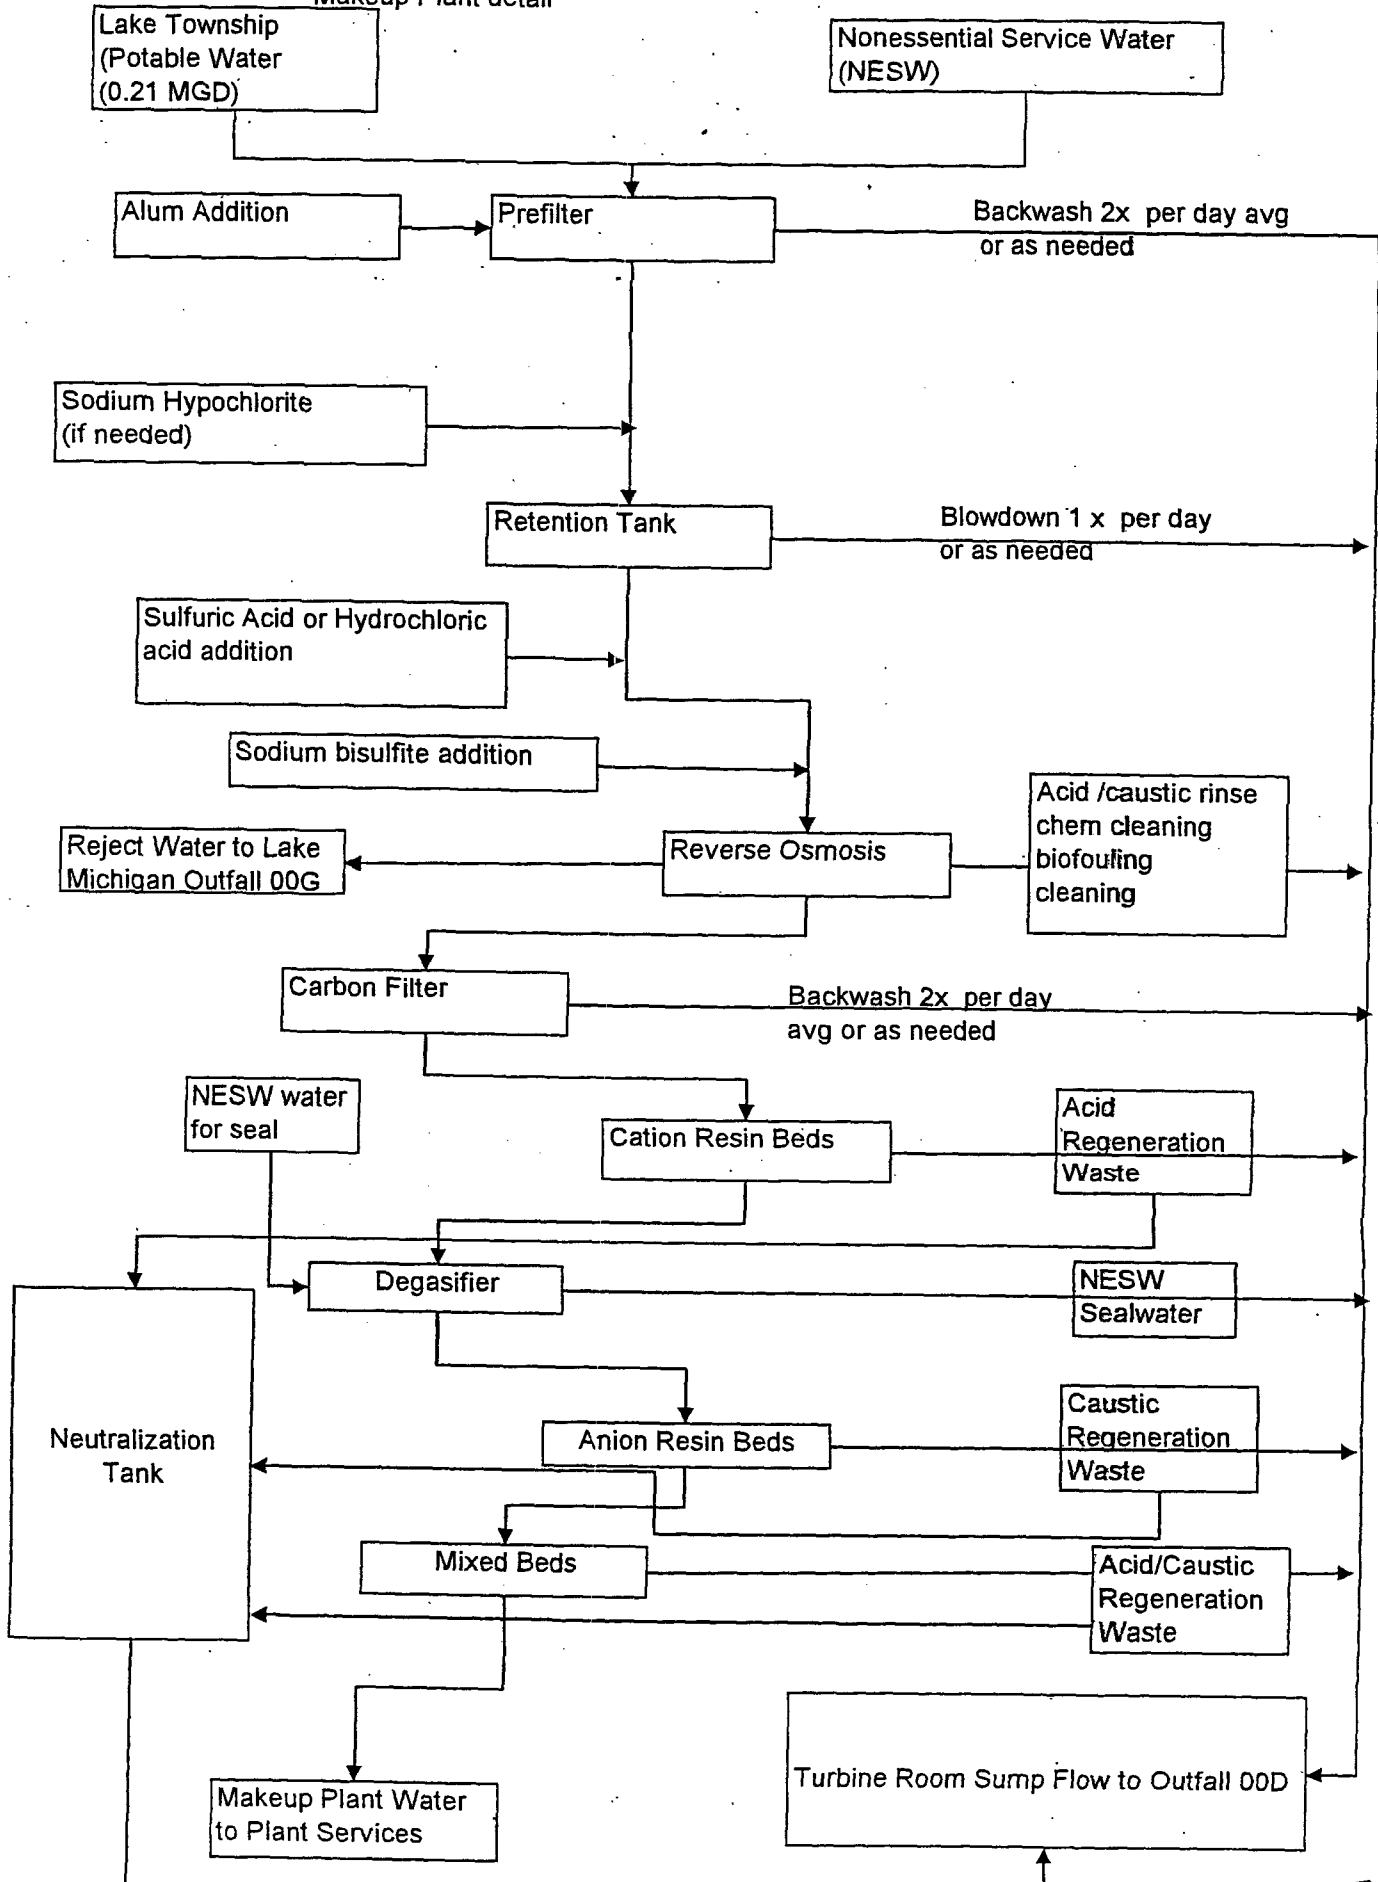 Makeup Plant detail
Lake Township
(Potable Water
(0.21 MGD)
Nonessential Service Water
(NESW)
Alum Addition
Prefilter
Backwash 2x per day avg
or as needed
Sodium Hypochlorite
(if needed)
Retention Tank
Blowdown 1 x per day
or as needed
Sulfuric Acid or Hydrochloric
acid addition
Sodium bisulfite addition
Acid /caustic rinse
chem cleaning
biofouling
cleaning
Reject Water to Lake
Michigan Outfall 00G
Reverse Osmosis
Carbon Filter
Backwash 2x per day
avg or as needed
NESW water
for seal
Cation Resin Beds
Acid
Regeneration
Waste
Degasifier
NESW
Sealwater
Neutralization
Tank
Anion Resin Beds
Caustic
Regeneration
Waste
Mixed Beds
Acid/Caustic
Regeneration
Waste
Makeup Plant Water
to Plant Services
Turbine Room Sump Flow to Outfall 00D